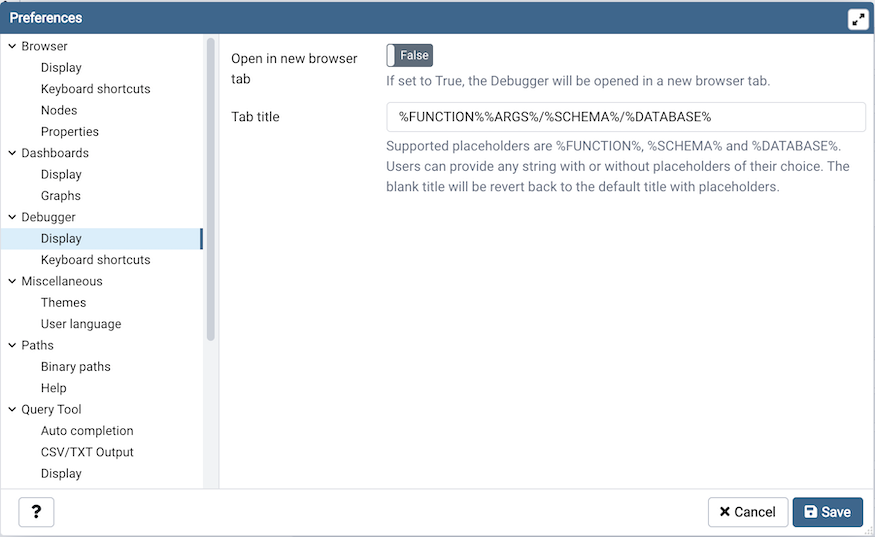 Preferences
Browser
Display
Keyboard shortcuts
Nodes
Properties
Dashboards
Display
Graphs
Debugger
Display
Keyboard shortcuts
Miscellaneous
Themes
User language
Paths
Binary paths
Help
Query Tool
Auto completion
CSV/TXT Output
Display
Open in new browser
tab
False
If set to True, the Debugger will be opened in a new browser tab.
Tab title
%FUNCTION%%ARGS%/%SCHEMA%/%DATABASE%
Supported placeholders are %FUNCTION%, %SCHEMA% and %DATABASE%.
Users can provide any string with or without placeholders of their choice. The
blank title will be revert back to the default title with placeholders.
?
Cancel
Save